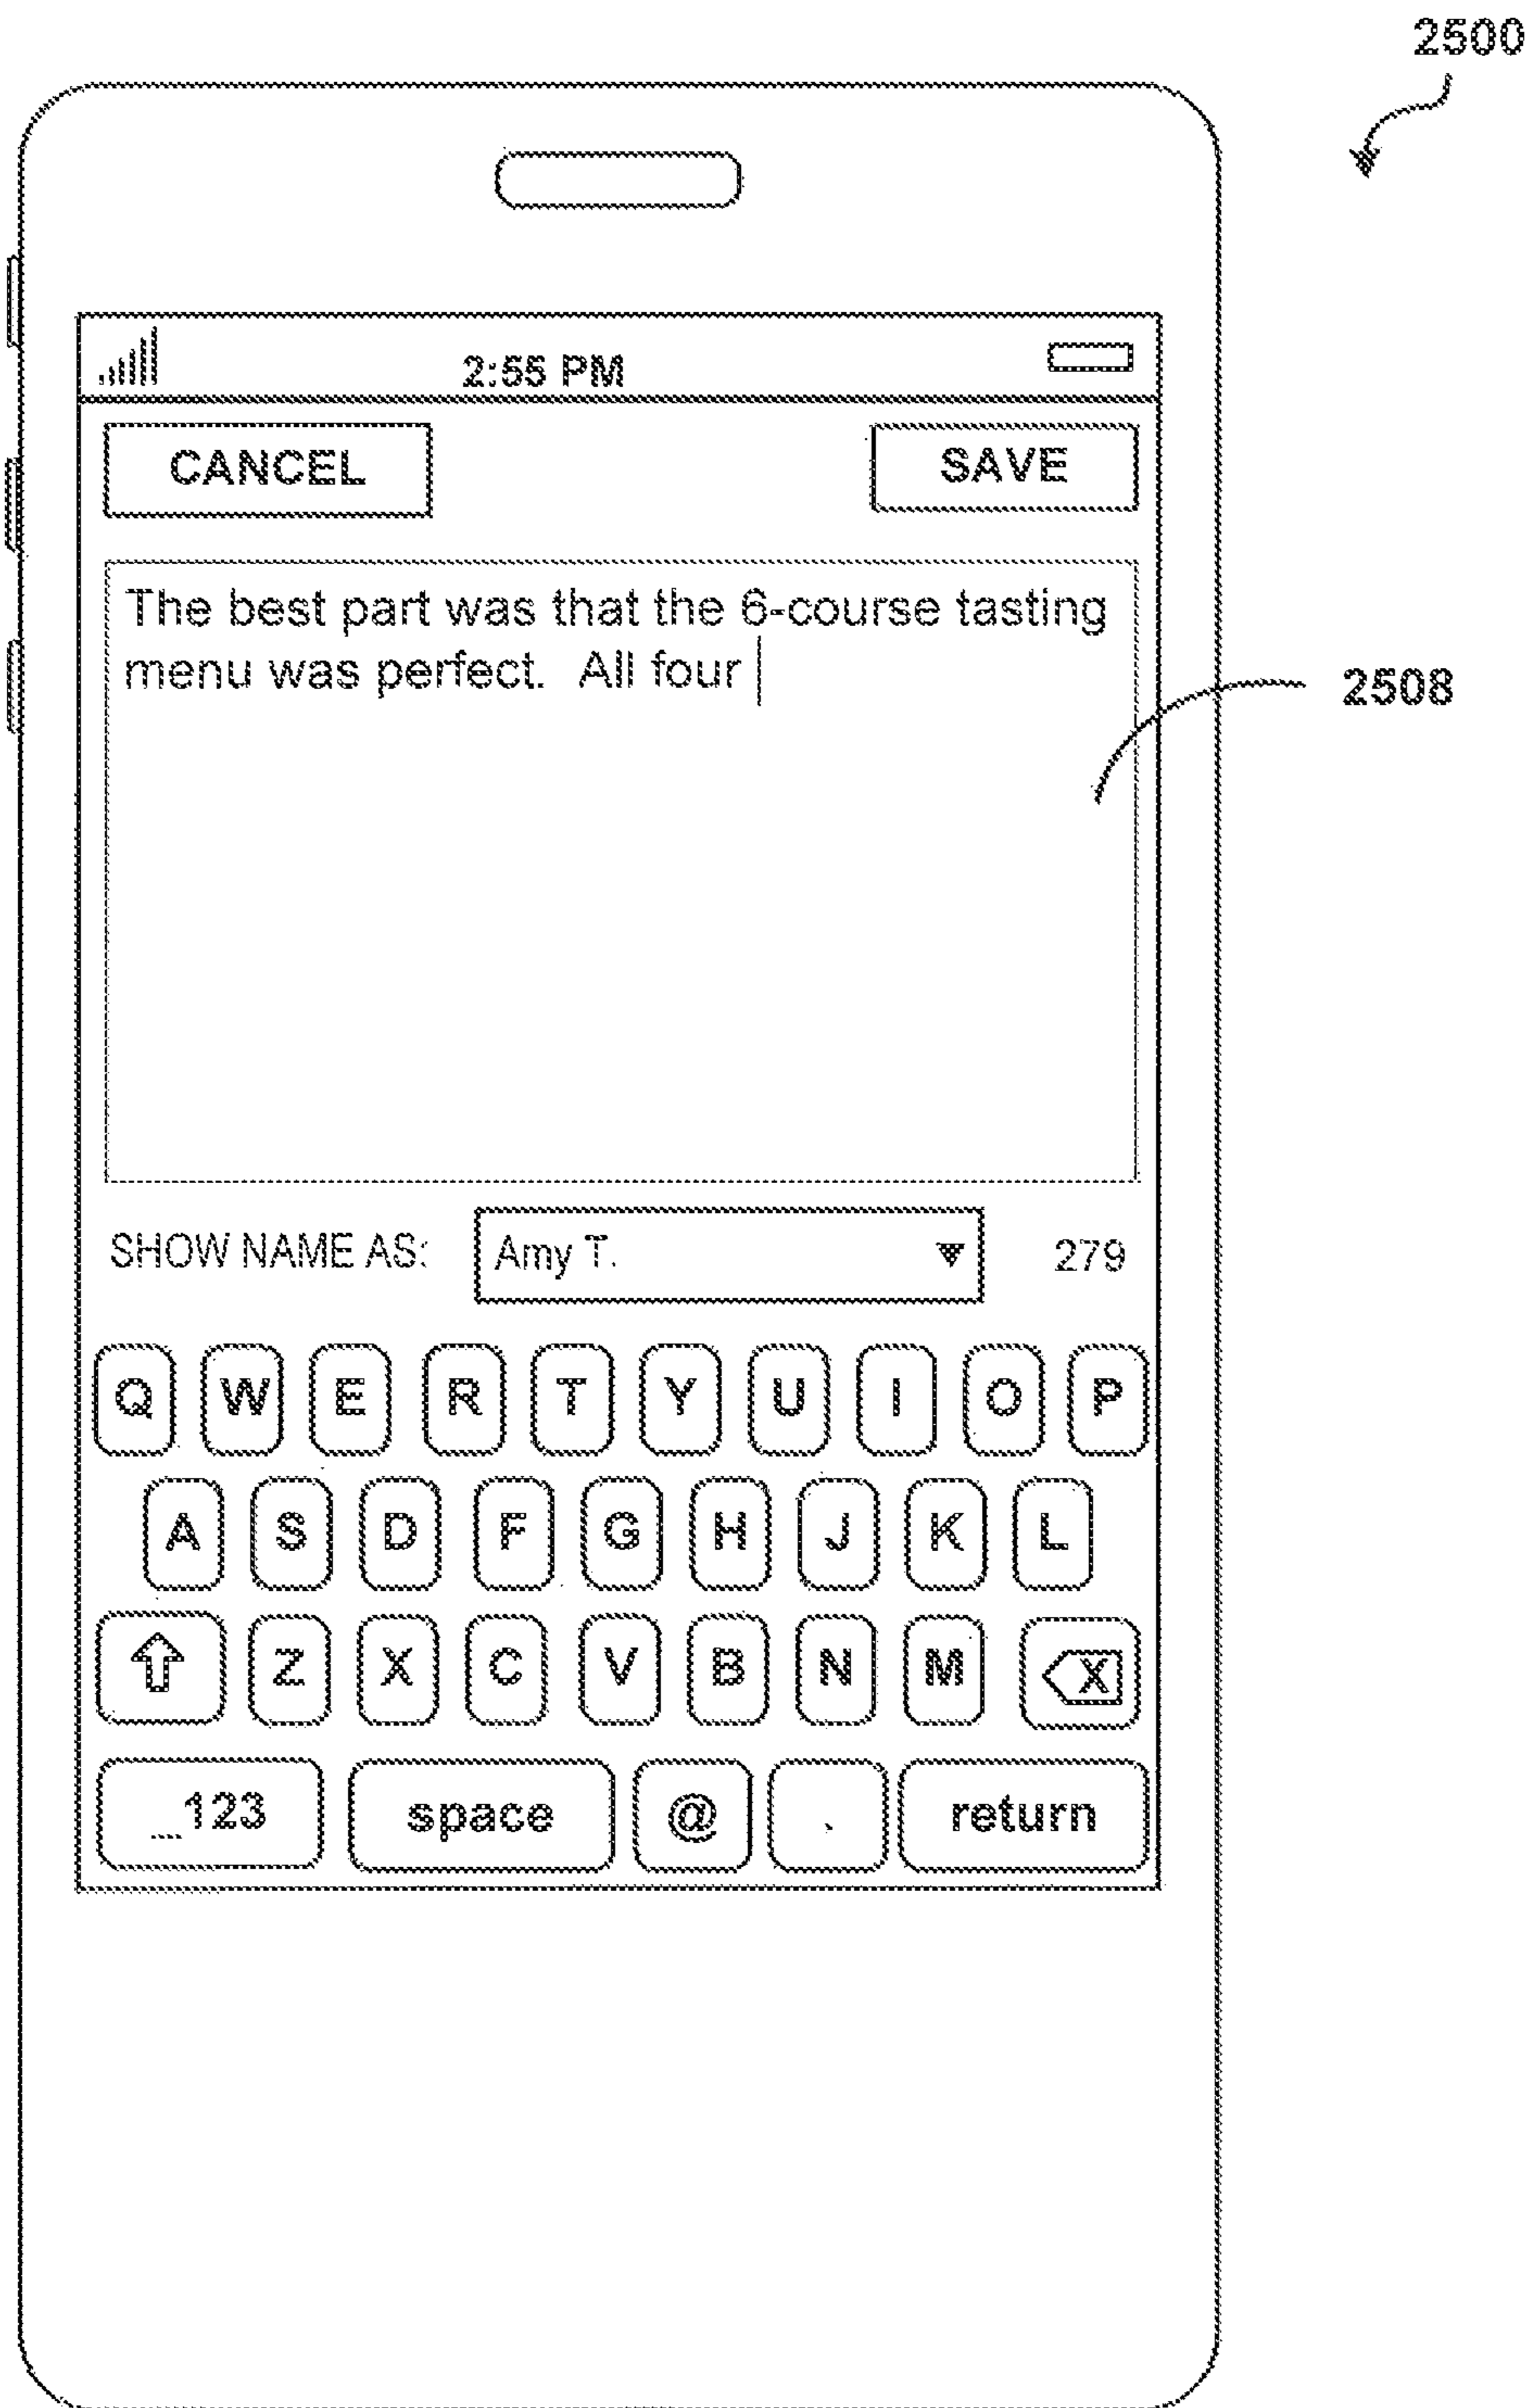 2500
2:55 PM
CANCEL SAVE
The best part was that the 6-course tasting
menu was perfect.  All four
2508
SHOW NAME AS: Amy T. 279
Q W E R T Y U I O P
A S D F G H J K L
Z X C V B N M X
_123 space @ . return